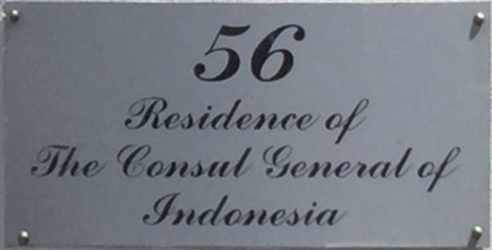 56
Residence of
The Consul General of
Indonesia